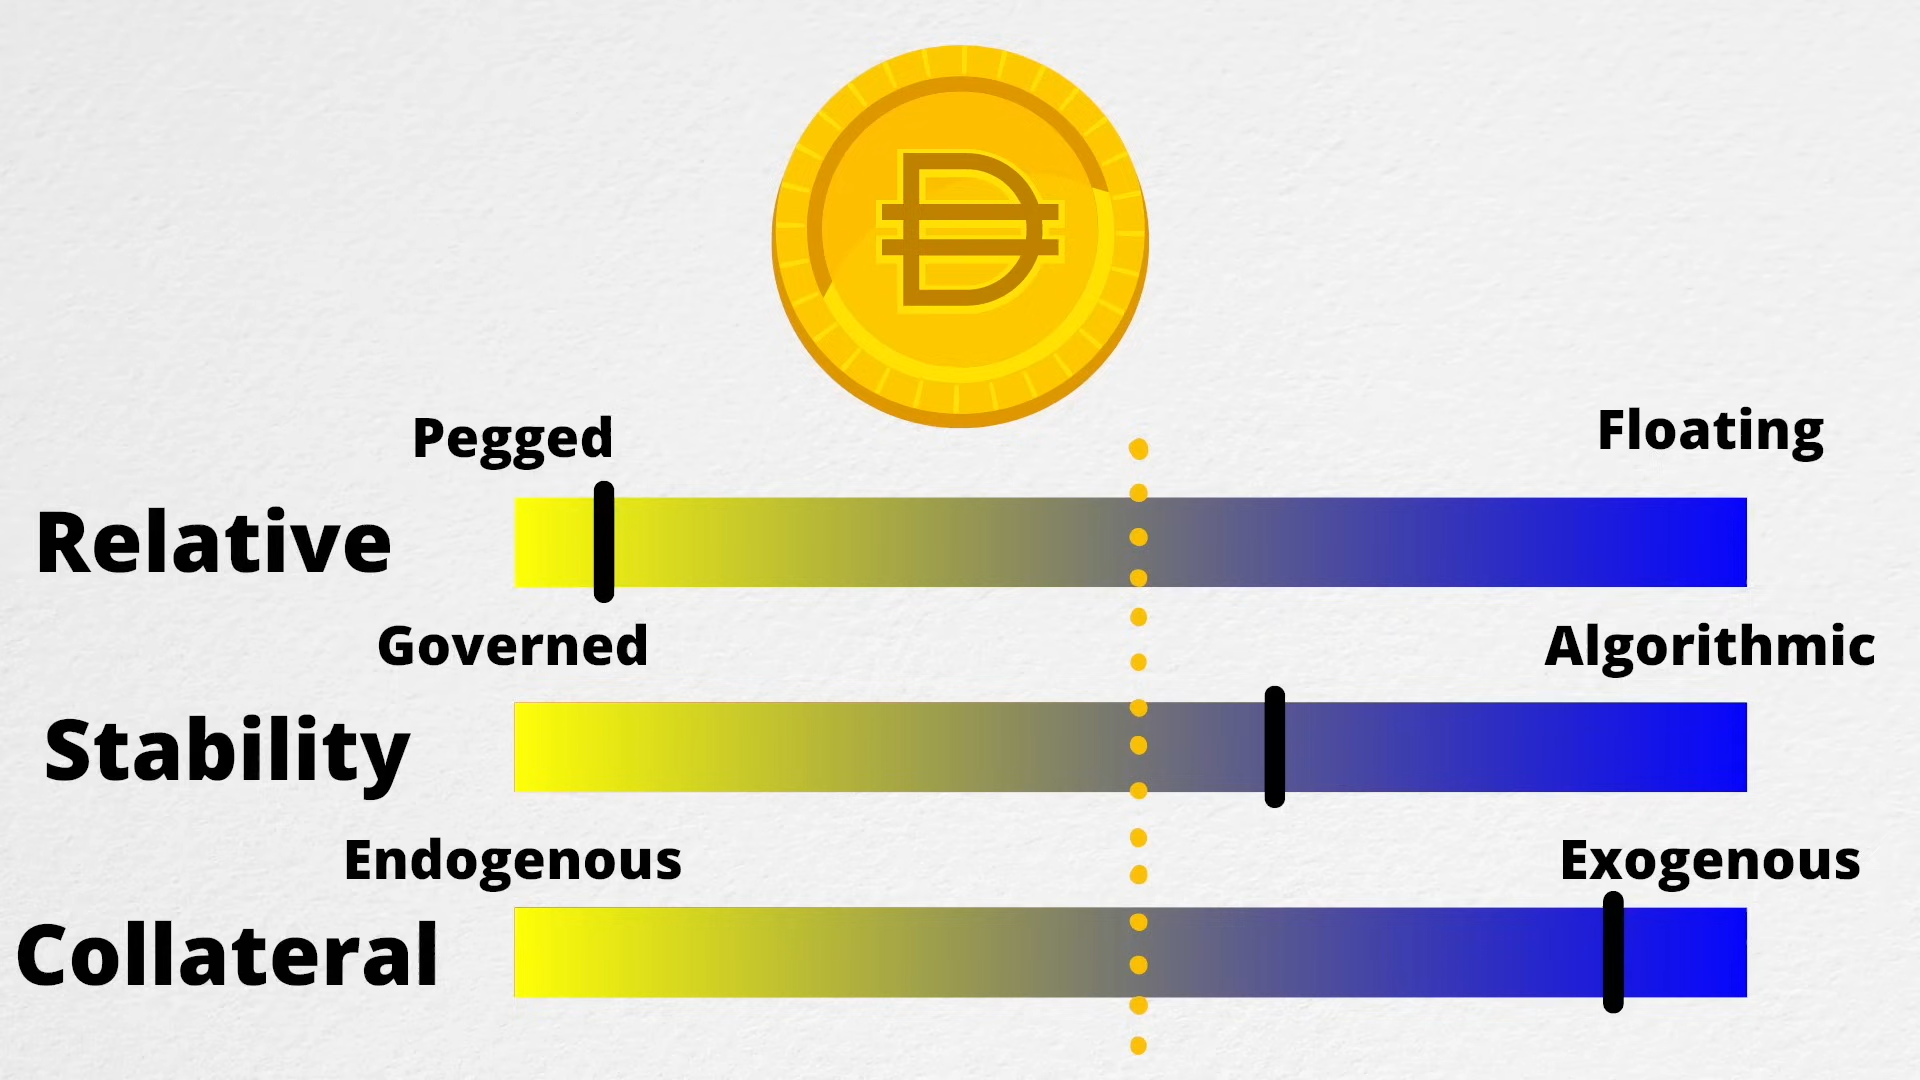 Pegged
Floating
Relative
Governed
Algorithmic
Stability
Endogenous
Exogenous
Collateral